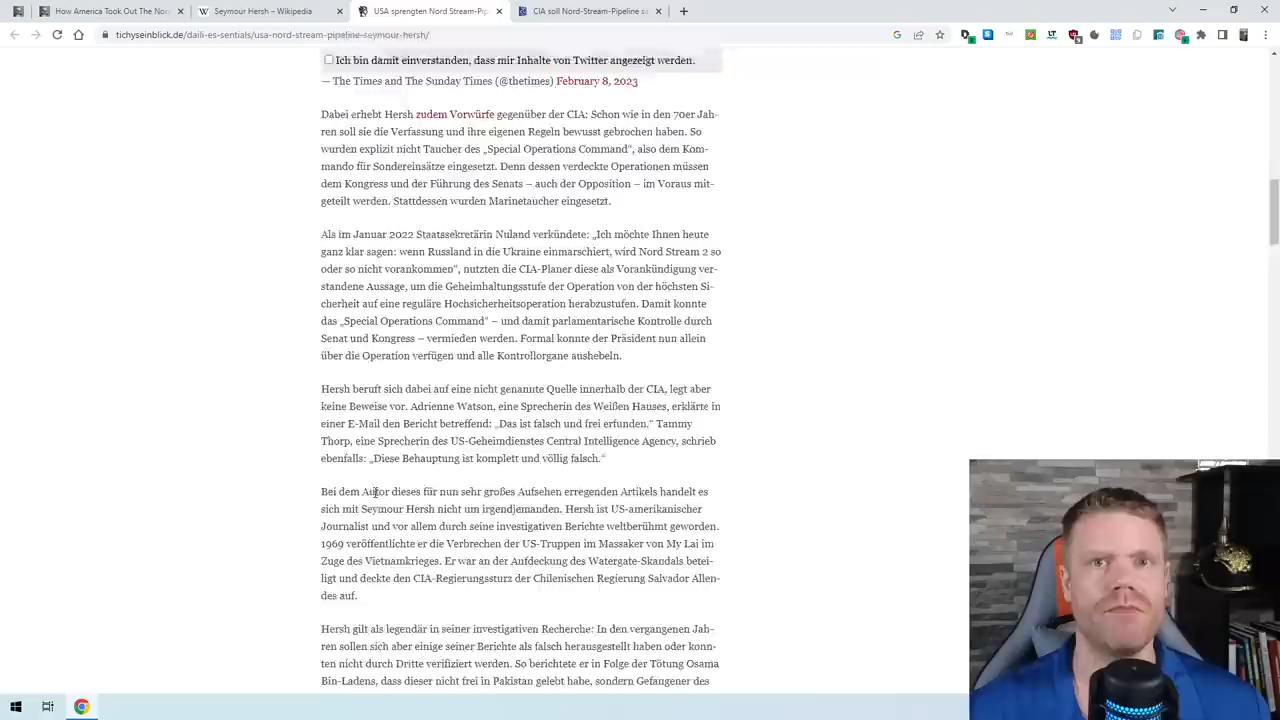 How America Took Out The Nor
Seymour Hersh – Wikipedia
USA sprengten Nord Stream-Pip
CIA soll Nord-Stream-Pipeline sa
tichyseinblick.de/daili-es-sentials/usa-nord-stream-pipeline-seymour-hersh/
Ich bin damit einverstanden, dass mir Inhalte von Twitter angezeigt werden.
— The Times and The Sunday Times (@thetimes) February 8, 2023
Dabei erhebt Hersh zudem Vorwürfe gegenüber der CIA: Schon wie in den 70er Jah-
ren soll sie die Verfassung und ihre eigenen Regeln bewusst gebrochen haben. So
wurden explizit nicht Taucher des „Special Operations Command“, also dem Kom-
mando für Sondereinsätze eingesetzt. Denn dessen verdeckte Operationen müssen
dem Kongress und der Führung des Senats – auch der Opposition – im Voraus mit-
geteilt werden. Stattdessen wurden Marinetaucher eingesetzt.
Als im Januar 2022 Staatssekretärin Nuland verkündete: „Ich möchte Ihnen heute
ganz klar sagen: wenn Russland in die Ukraine einmarschiert, wird Nord Stream 2 so
oder so nicht vorankommen“, nutzten die CIA-Planer diese als Vorankündigung ver-
standene Aussage, um die Geheimhaltungsstufe der Operation von der höchsten Si-
cherheit auf eine reguläre Hochsicherheitsoperation herabzustufen. Damit konnte
das „Special Operations Command“ – und damit parlamentarische Kontrolle durch
Senat und Kongress – vermieden werden. Formal konnte der Präsident nun allein
über die Operation verfügen und alle Kontrollorgane aushebeln.
Hersh beruft sich dabei auf eine nicht genannte Quelle innerhalb der CIA, legt aber
keine Beweise vor. Adrienne Watson, eine Sprecherin des Weißen Hauses, erklärte in
einer E-Mail den Bericht betreffend: „Das ist falsch und frei erfunden.“ Tammy
Thorp, eine Sprecherin des US-Geheimdienstes Central Intelligence Agency, schrieb
ebenfalls: „Diese Behauptung ist komplett und völlig falsch.“
Bei dem Autor dieses für nun sehr großes Aufsehen erregenden Artikels handelt es
sich mit Seymour Hersh nicht um irgendjemanden. Hersh ist US-amerikanischer
Journalist und vor allem durch seine investigativen Berichte weltberühmt geworden.
1969 veröffentlichte er die Verbrechen der US-Truppen im Massaker von My Lai im
Zuge des Vietnamkrieges. Er war an der Aufdeckung des Watergate-Skandals betei-
ligt und deckte den CIA-Regierungssturz der Chilenischen Regierung Salvador Allen-
des auf.
Hersh gilt als legendär in seiner investigativen Recherche: In den vergangenen Jah-
ren sollen sich aber einige seiner Berichte als falsch herausgestellt haben oder konn-
ten nicht durch Dritte verifiziert werden. So berichtete er in Folge der Tötung Osama
Bin-Ladens, dass dieser nicht frei in Pakistan gelebt habe, sondern Gefangener des